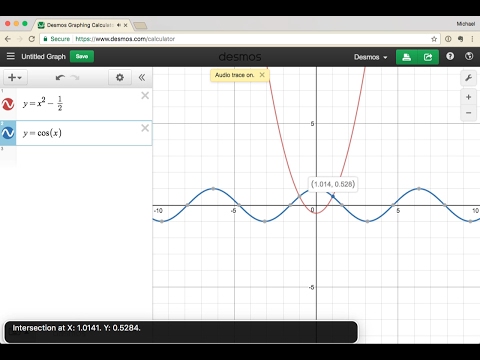 Desmos Graphing Calculator
Michael
Secure https://www.desmos.com/calculator
Untitled Graph
Save
desmos
Desmos
Audio trace on.
1
y = x² − 1/2
2
y = cos(x)
3
(1.014, 0.528)
5
-10
-5
0
5
10
-5
Intersection at X: 1.0141. Y: 0.5284.